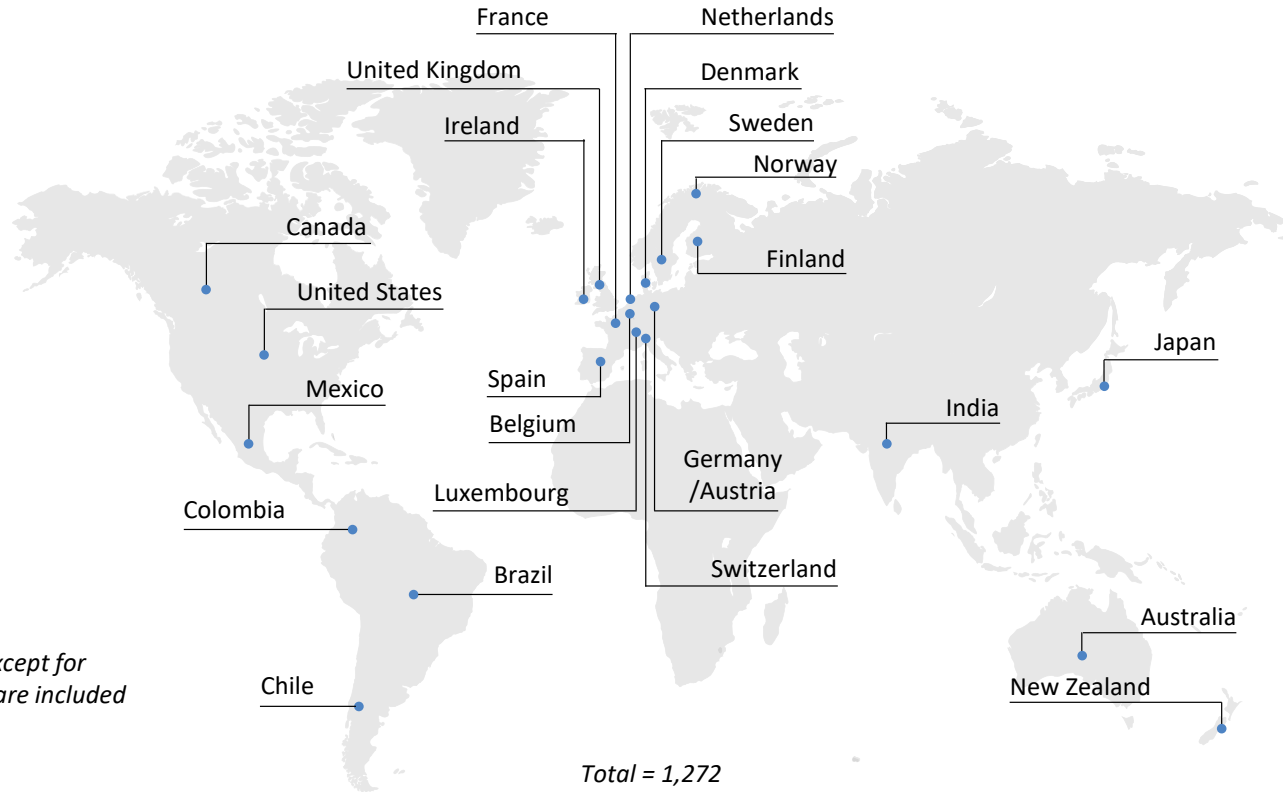 France
Netherlands
United Kingdom
Denmark
Ireland
Sweden
Norway
Canada
Finland
United States
Japan
Mexico
Spain
India
Belgium
Germany
/Austria
Luxembourg
Colombia
Switzerland
Brazil
Australia
except for
are included
Chile
New Zealand
Total = 1,272